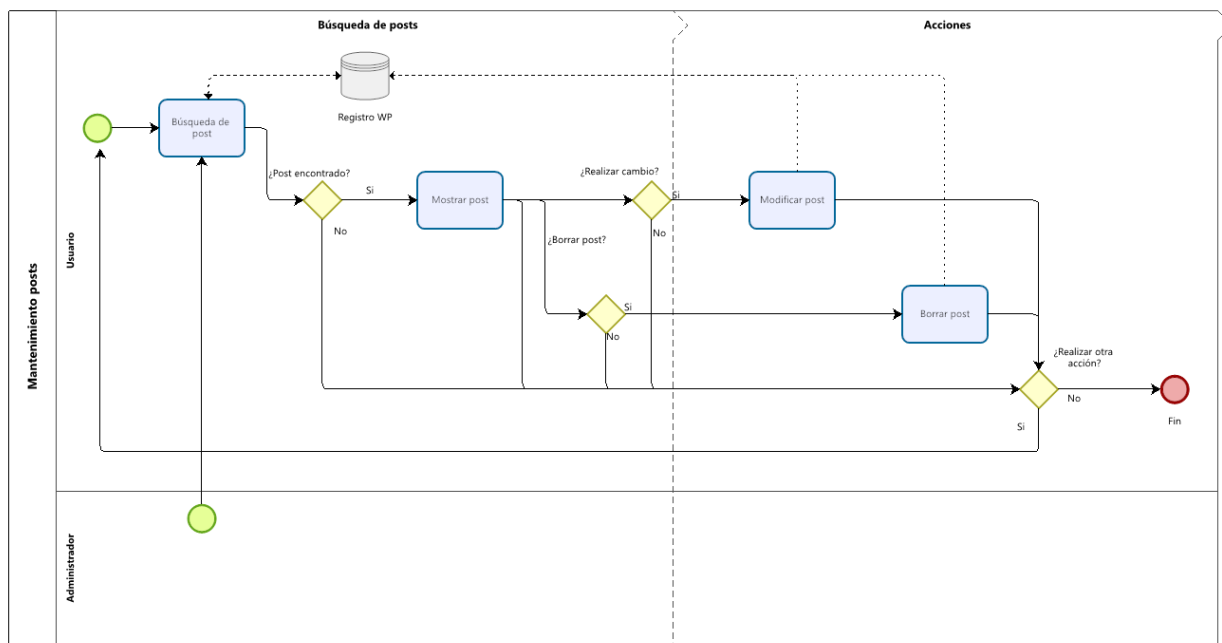 Búsqueda de posts
Acciones
Mantenimiento posts
Usuario
Búsqueda de
post
Registro WP
¿Post encontrado?
Si
No
Mostrar post
¿Realizar cambio?
Si
No
Modificar post
¿Borrar post?
Si
No
Borrar post
¿Realizar otra
acción?
No
Si
Fin
Administrador